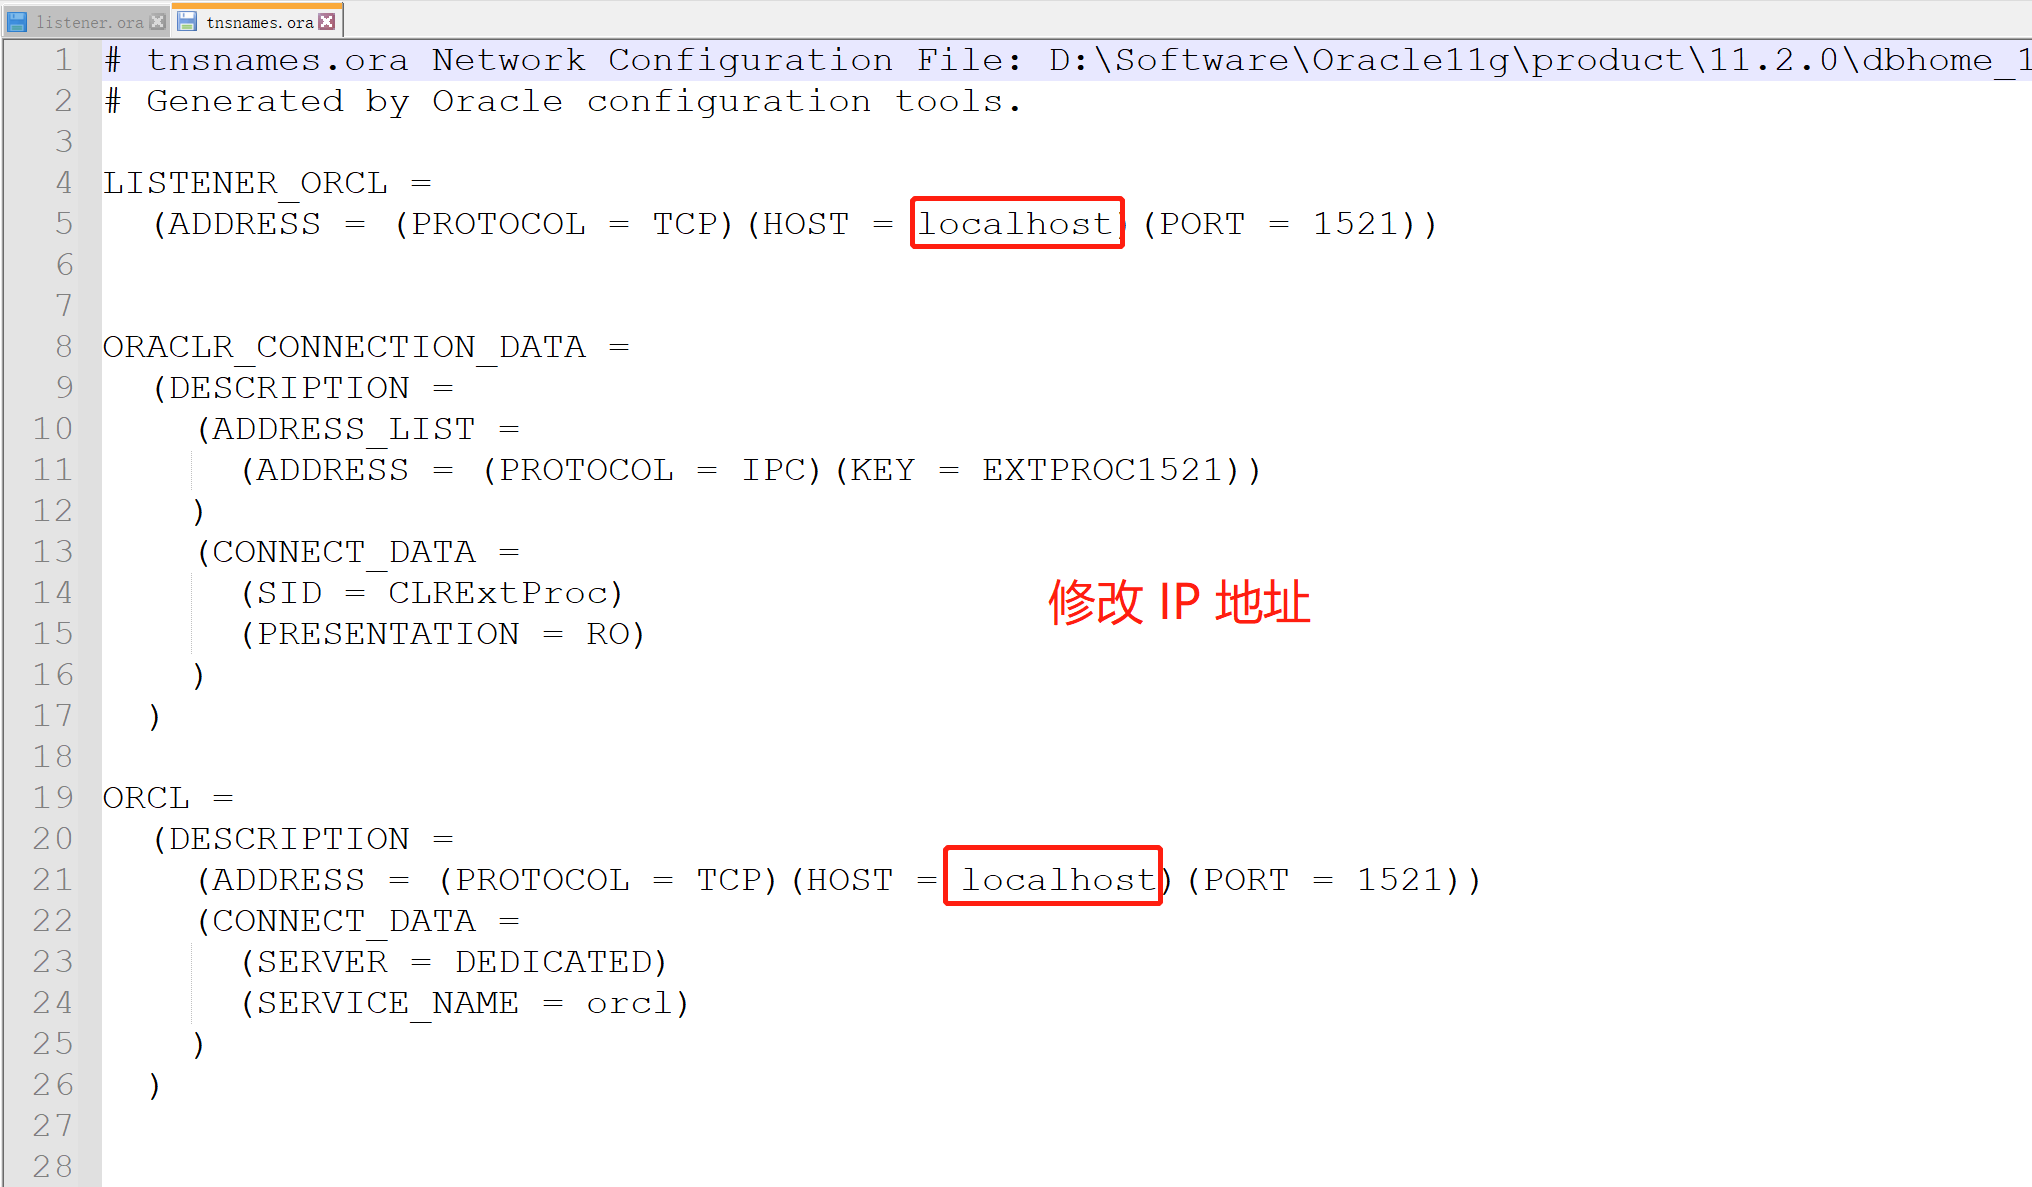 listener.ora tnsnames.ora
1 # tnsnames.ora Network Configuration File: D:\Software\Oracle11g\product\11.2.0\dbhome_1
2 # Generated by Oracle configuration tools.
3
4 LISTENER_ORCL =
5   (ADDRESS = (PROTOCOL = TCP)(HOST = localhost)(PORT = 1521))
6
7
8 ORACLR_CONNECTION_DATA =
9   (DESCRIPTION =
10     (ADDRESS_LIST =
11       (ADDRESS = (PROTOCOL = IPC)(KEY = EXTPROC1521))
12     )
13     (CONNECT_DATA =
14       (SID = CLRExtProc)
修改 IP 地址
15       (PRESENTATION = RO)
16     )
17   )
18
19 ORCL =
20   (DESCRIPTION =
21     (ADDRESS = (PROTOCOL = TCP)(HOST = localhost)(PORT = 1521))
22     (CONNECT_DATA =
23       (SERVER = DEDICATED)
24       (SERVICE_NAME = orcl)
25     )
26   )
27
28